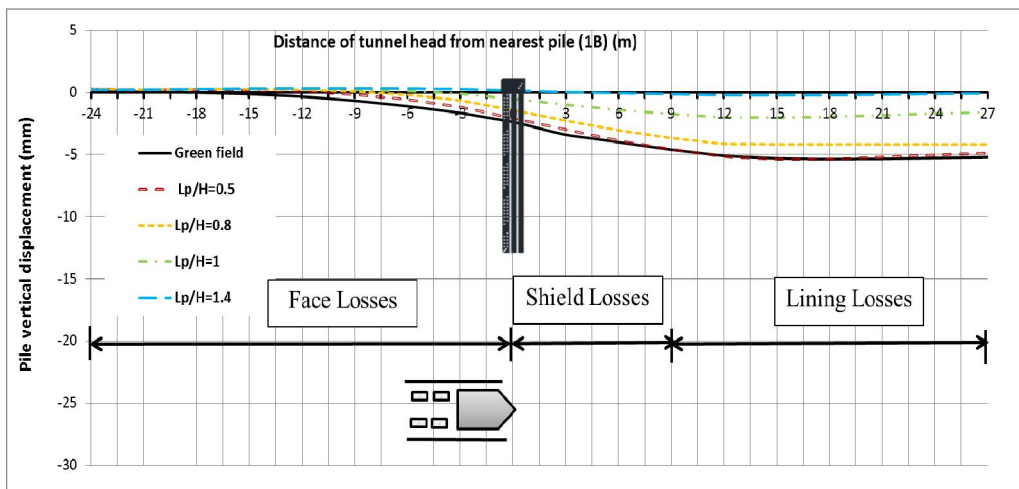 Distance of tunnel head from nearest pile (1B) (m)
Pile vertical displacement (mm)
5
0
-5
-10
-15
-20
-25
-30
-24 -21 -18 -15 -12 -9 -6 -3 0 3 6 9 12 15 18 21 24 27
Green field
Lp/H=0.5
Lp/H=0.8
Lp/H=1
Lp/H=1.4
Face Losses
Shield Losses
Lining Losses